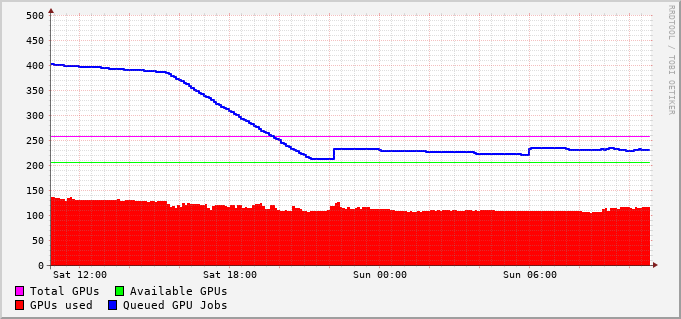 500
450
400
350
300
250
200
150
100
50
0
Sat 12:00 Sat 18:00 Sun 00:00 Sun 06:00
Total GPUs Available GPUs
GPUs used Queued GPU Jobs
RRDTOOL / TOBI OETIKER